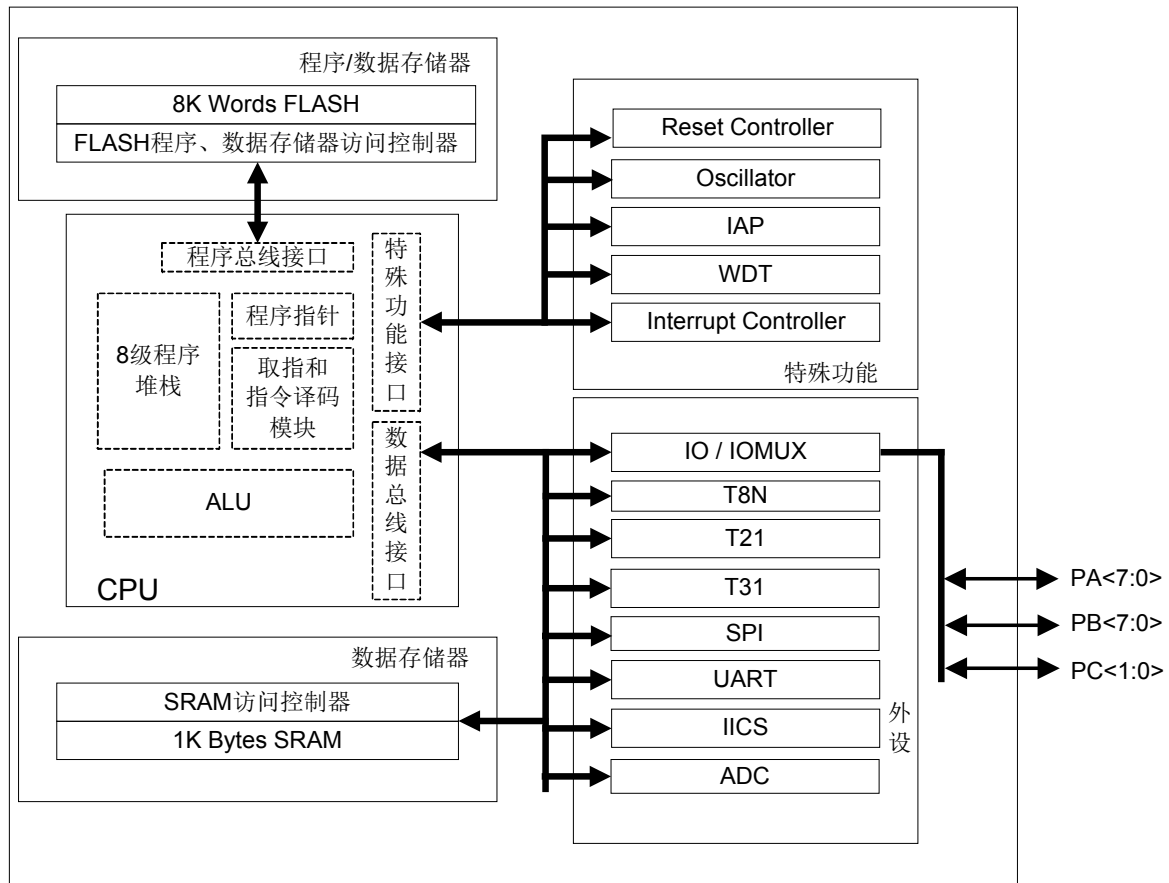 程序/数据存储器
8K Words FLASH
FLASH程序、数据存储器访问控制器
程序总线接口
特
殊
功
能
接
口
8级程序
堆栈
程序指针
取指和
指令译码
模块
数
据
总
线
接
口
ALU
CPU
数据存储器
SRAM访问控制器
1K Bytes SRAM
Reset Controller
Oscillator
IAP
WDT
Interrupt Controller
特殊功能
IO / IOMUX
T8N
T21
T31
SPI
UART
IICS
ADC
外
设
PA<7:0>
PB<7:0>
PC<1:0>